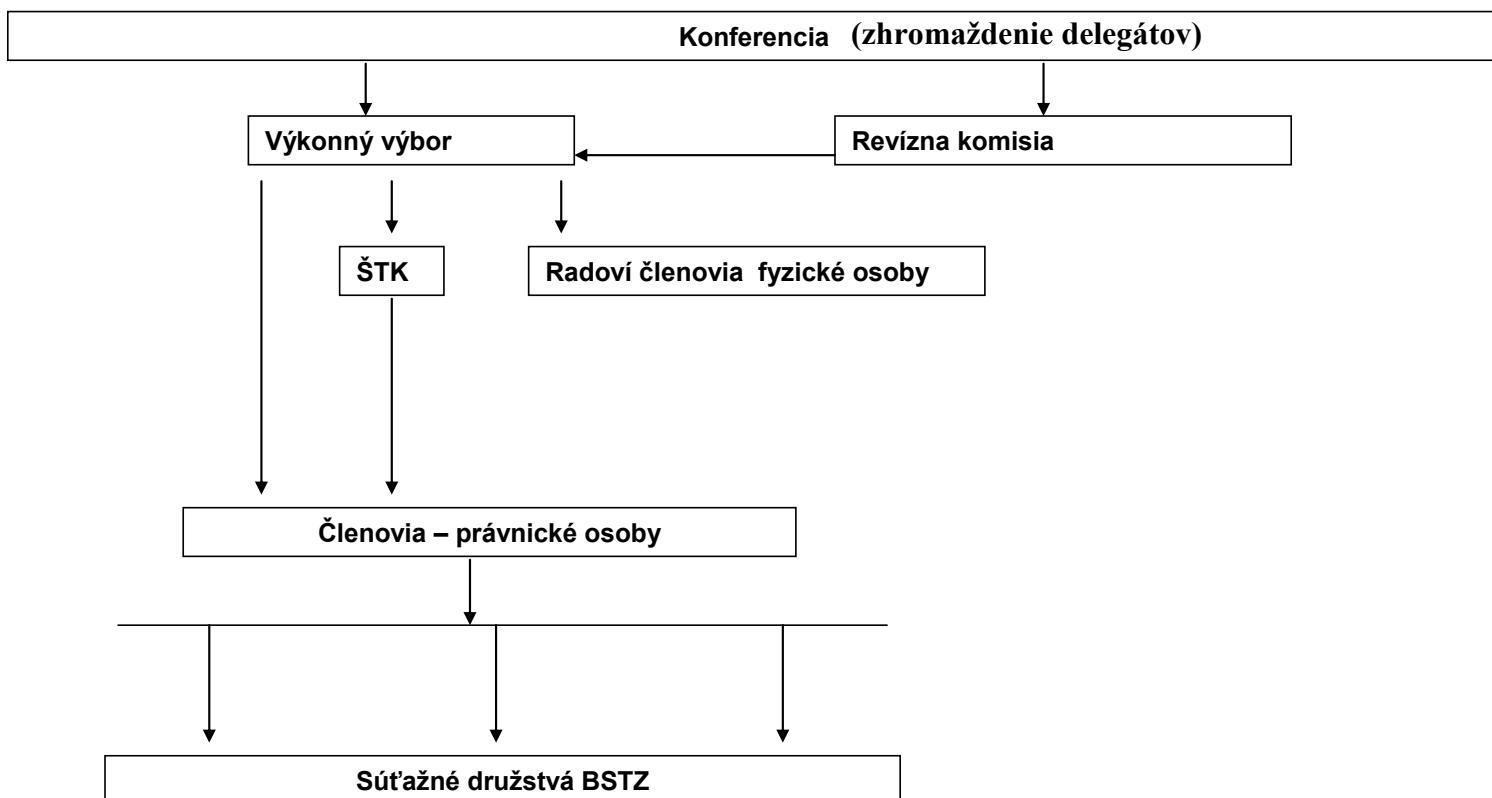 Konferencia (zhromaždenie delegátov)
Výkonný výbor
Revízna komisia
ŠTK
Radoví členovia fyzické osoby
Členovia – právnické osoby
Súťažné družstvá BSTZ